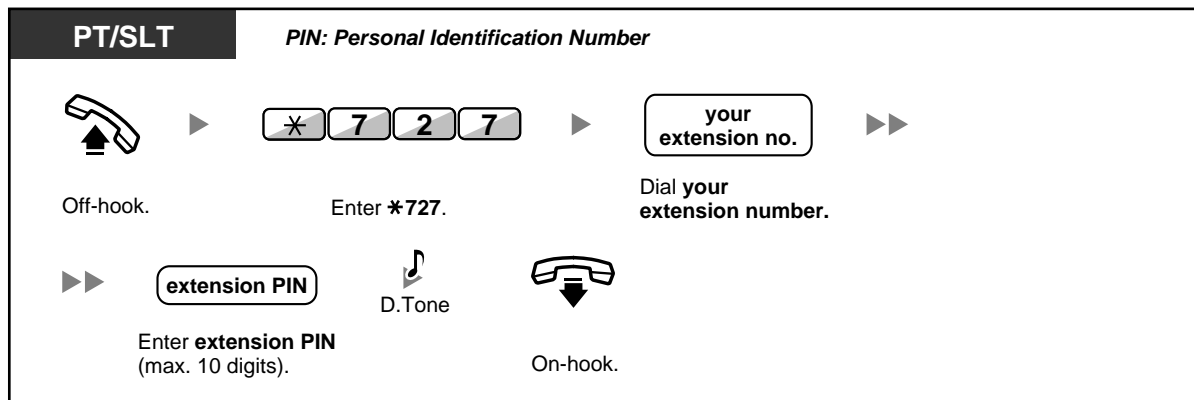 PT/SLT
PIN: Personal Identification Number
* 7 2 7
your
extension no.
Off-hook.
Enter *727.
Dial your
extension number.
extension PIN
D.Tone
Enter extension PIN
(max. 10 digits).
On-hook.